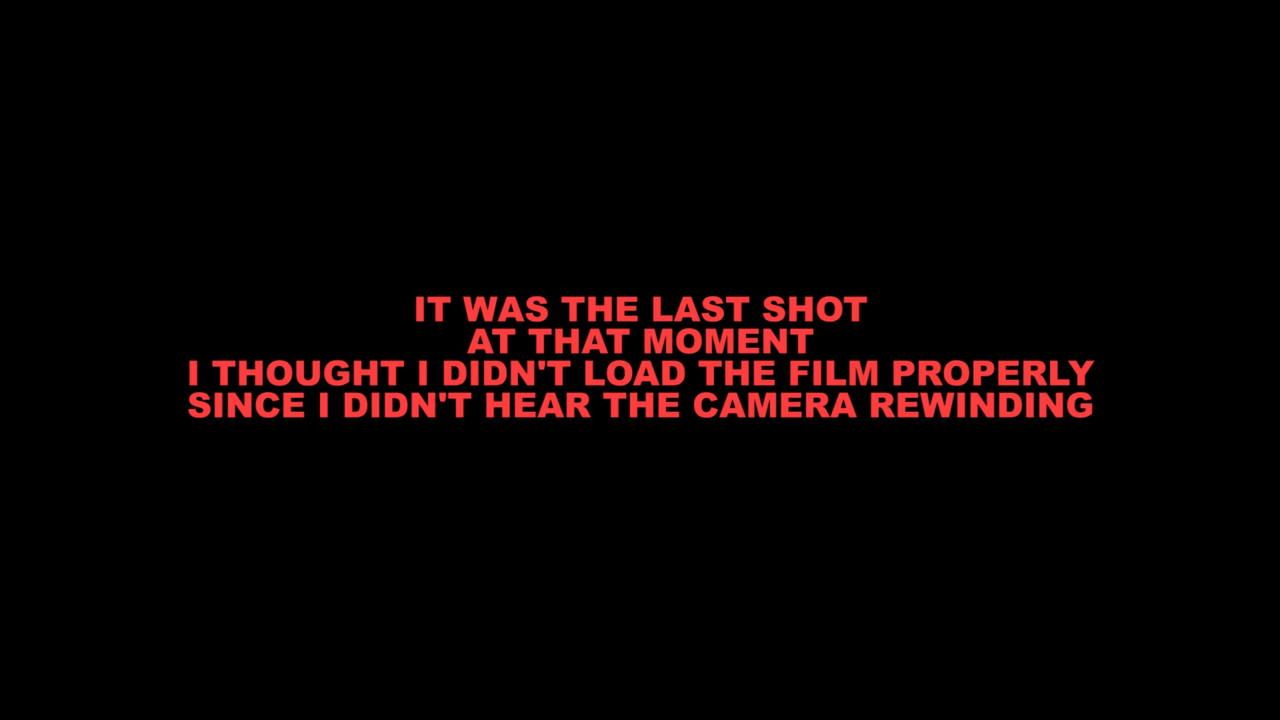 IT WAS THE LAST SHOT
AT THAT MOMENT
I THOUGHT I DIDN'T LOAD THE FILM PROPERLY
SINCE I DIDN'T HEAR THE CAMERA REWINDING